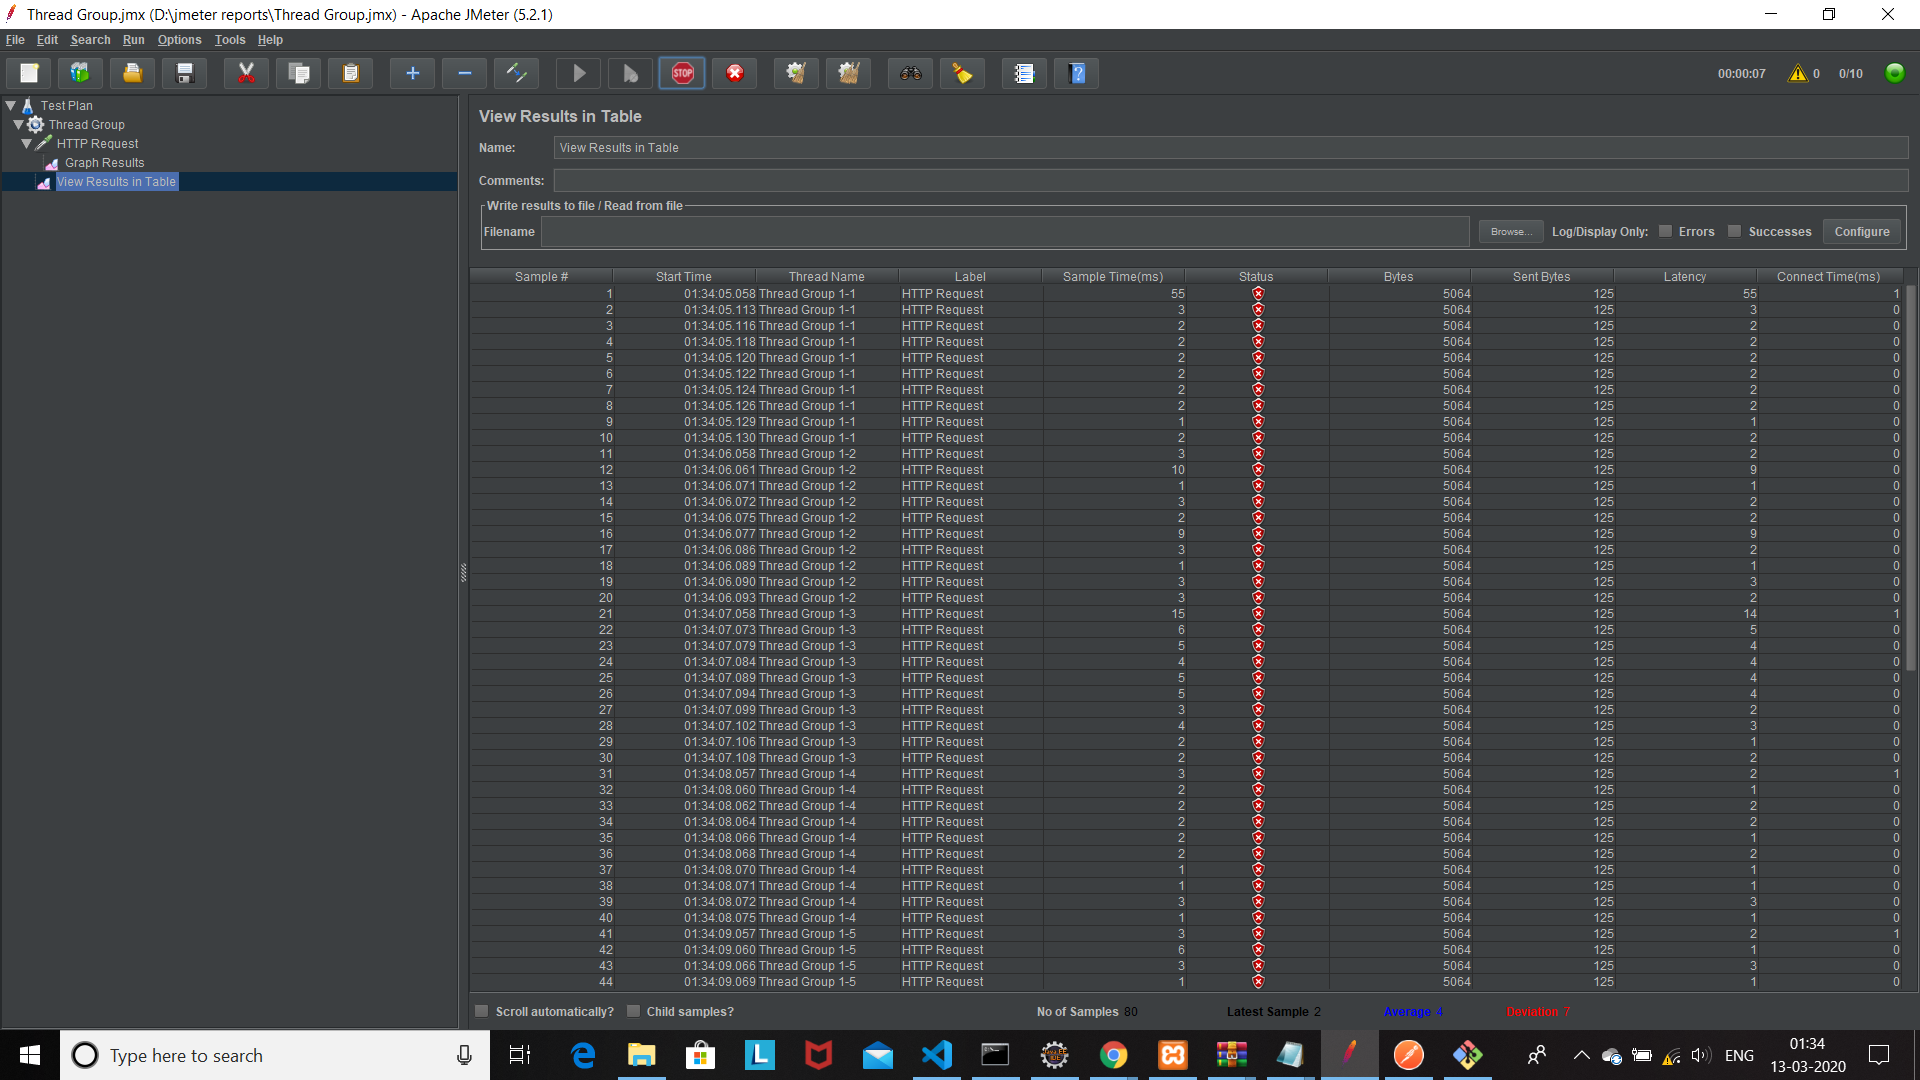 Thread Group.jmx (D:\jmeter reports\Thread Group.jmx) - Apache JMeter (5.2.1)
File Edit Search Run Options Tools Help
STOP 00:00:07 0 0/10
Test Plan
Thread Group
HTTP Request
Graph Results
View Results in Table
View Results in Table
Name: View Results in Table
Comments:
Write results to file / Read from file
Filename Browse... Log/Display Only: Errors Successes Configure
Sample # Start Time Thread Name Label Sample Time(ms) Status Bytes Sent Bytes Latency Connect Time(ms)
1 01:34:05.058 Thread Group 1-1 HTTP Request 55 5064 125 55 1
2 01:34:05.113 Thread Group 1-1 HTTP Request 3 5064 125 3 0
3 01:34:05.116 Thread Group 1-1 HTTP Request 2 5064 125 2 0
4 01:34:05.118 Thread Group 1-1 HTTP Request 2 5064 125 2 0
5 01:34:05.120 Thread Group 1-1 HTTP Request 2 5064 125 2 0
6 01:34:05.122 Thread Group 1-1 HTTP Request 2 5064 125 2 0
7 01:34:05.124 Thread Group 1-1 HTTP Request 2 5064 125 2 0
8 01:34:05.126 Thread Group 1-1 HTTP Request 2 5064 125 2 0
9 01:34:05.129 Thread Group 1-1 HTTP Request 1 5064 125 1 0
10 01:34:05.130 Thread Group 1-1 HTTP Request 2 5064 125 2 0
11 01:34:06.058 Thread Group 1-2 HTTP Request 3 5064 125 2 0
12 01:34:06.061 Thread Group 1-2 HTTP Request 10 5064 125 9 0
13 01:34:06.071 Thread Group 1-2 HTTP Request 1 5064 125 1 0
14 01:34:06.072 Thread Group 1-2 HTTP Request 3 5064 125 2 0
15 01:34:06.075 Thread Group 1-2 HTTP Request 2 5064 125 2 0
16 01:34:06.077 Thread Group 1-2 HTTP Request 9 5064 125 9 0
17 01:34:06.086 Thread Group 1-2 HTTP Request 3 5064 125 2 0
18 01:34:06.089 Thread Group 1-2 HTTP Request 1 5064 125 1 0
19 01:34:06.090 Thread Group 1-2 HTTP Request 3 5064 125 3 0
20 01:34:06.093 Thread Group 1-2 HTTP Request 3 5064 125 2 0
21 01:34:07.058 Thread Group 1-3 HTTP Request 15 5064 125 14 1
22 01:34:07.073 Thread Group 1-3 HTTP Request 6 5064 125 5 0
23 01:34:07.079 Thread Group 1-3 HTTP Request 5 5064 125 4 0
24 01:34:07.084 Thread Group 1-3 HTTP Request 4 5064 125 4 0
25 01:34:07.089 Thread Group 1-3 HTTP Request 5 5064 125 4 0
26 01:34:07.094 Thread Group 1-3 HTTP Request 5 5064 125 4 0
27 01:34:07.099 Thread Group 1-3 HTTP Request 3 5064 125 2 0
28 01:34:07.102 Thread Group 1-3 HTTP Request 4 5064 125 3 0
29 01:34:07.106 Thread Group 1-3 HTTP Request 2 5064 125 1 0
30 01:34:07.108 Thread Group 1-3 HTTP Request 2 5064 125 2 0
31 01:34:08.057 Thread Group 1-4 HTTP Request 3 5064 125 2 1
32 01:34:08.060 Thread Group 1-4 HTTP Request 2 5064 125 1 0
33 01:34:08.062 Thread Group 1-4 HTTP Request 2 5064 125 2 0
34 01:34:08.064 Thread Group 1-4 HTTP Request 2 5064 125 2 0
35 01:34:08.066 Thread Group 1-4 HTTP Request 2 5064 125 1 0
36 01:34:08.068 Thread Group 1-4 HTTP Request 2 5064 125 2 0
37 01:34:08.070 Thread Group 1-4 HTTP Request 1 5064 125 1 0
38 01:34:08.071 Thread Group 1-4 HTTP Request 1 5064 125 1 0
39 01:34:08.072 Thread Group 1-4 HTTP Request 3 5064 125 3 0
40 01:34:08.075 Thread Group 1-4 HTTP Request 1 5064 125 1 0
41 01:34:09.057 Thread Group 1-5 HTTP Request 3 5064 125 2 1
42 01:34:09.060 Thread Group 1-5 HTTP Request 6 5064 125 1 0
43 01:34:09.066 Thread Group 1-5 HTTP Request 3 5064 125 3 0
44 01:34:09.069 Thread Group 1-5 HTTP Request 1 5064 125 1 0
Scroll automatically? Child samples? No of Samples 80 Latest Sample 2 Average 4 Deviation 7
Type here to search ENG 01:34
13-03-2020